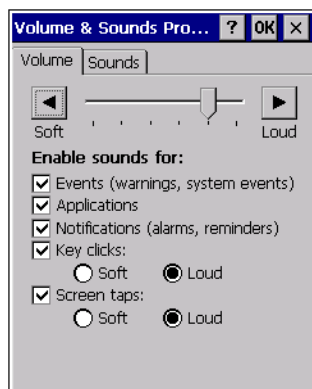 Volume & Sounds Pro... ? OK ×
Volume Sounds
Soft Loud
Enable sounds for:
Events (warnings, system events)
Applications
Notifications (alarms, reminders)
Key clicks:
Soft Loud
Screen taps:
Soft Loud